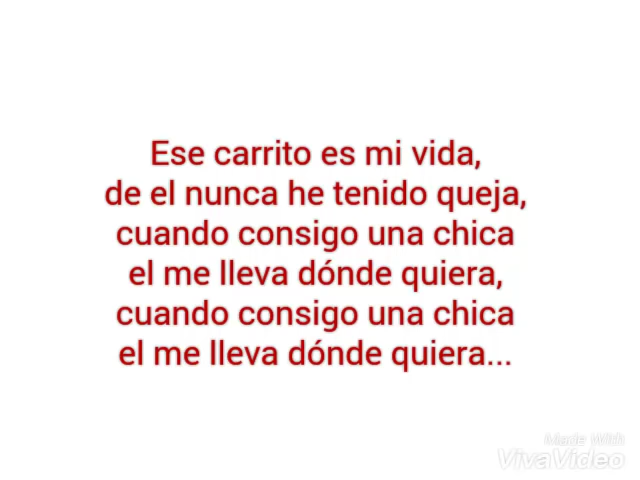 Ese carrito es mi vida,
de el nunca he tenido queja,
cuando consigo una chica
el me lleva dónde quiera,
cuando consigo una chica
el me lleva dónde quiera...
Made With
VivaVideo